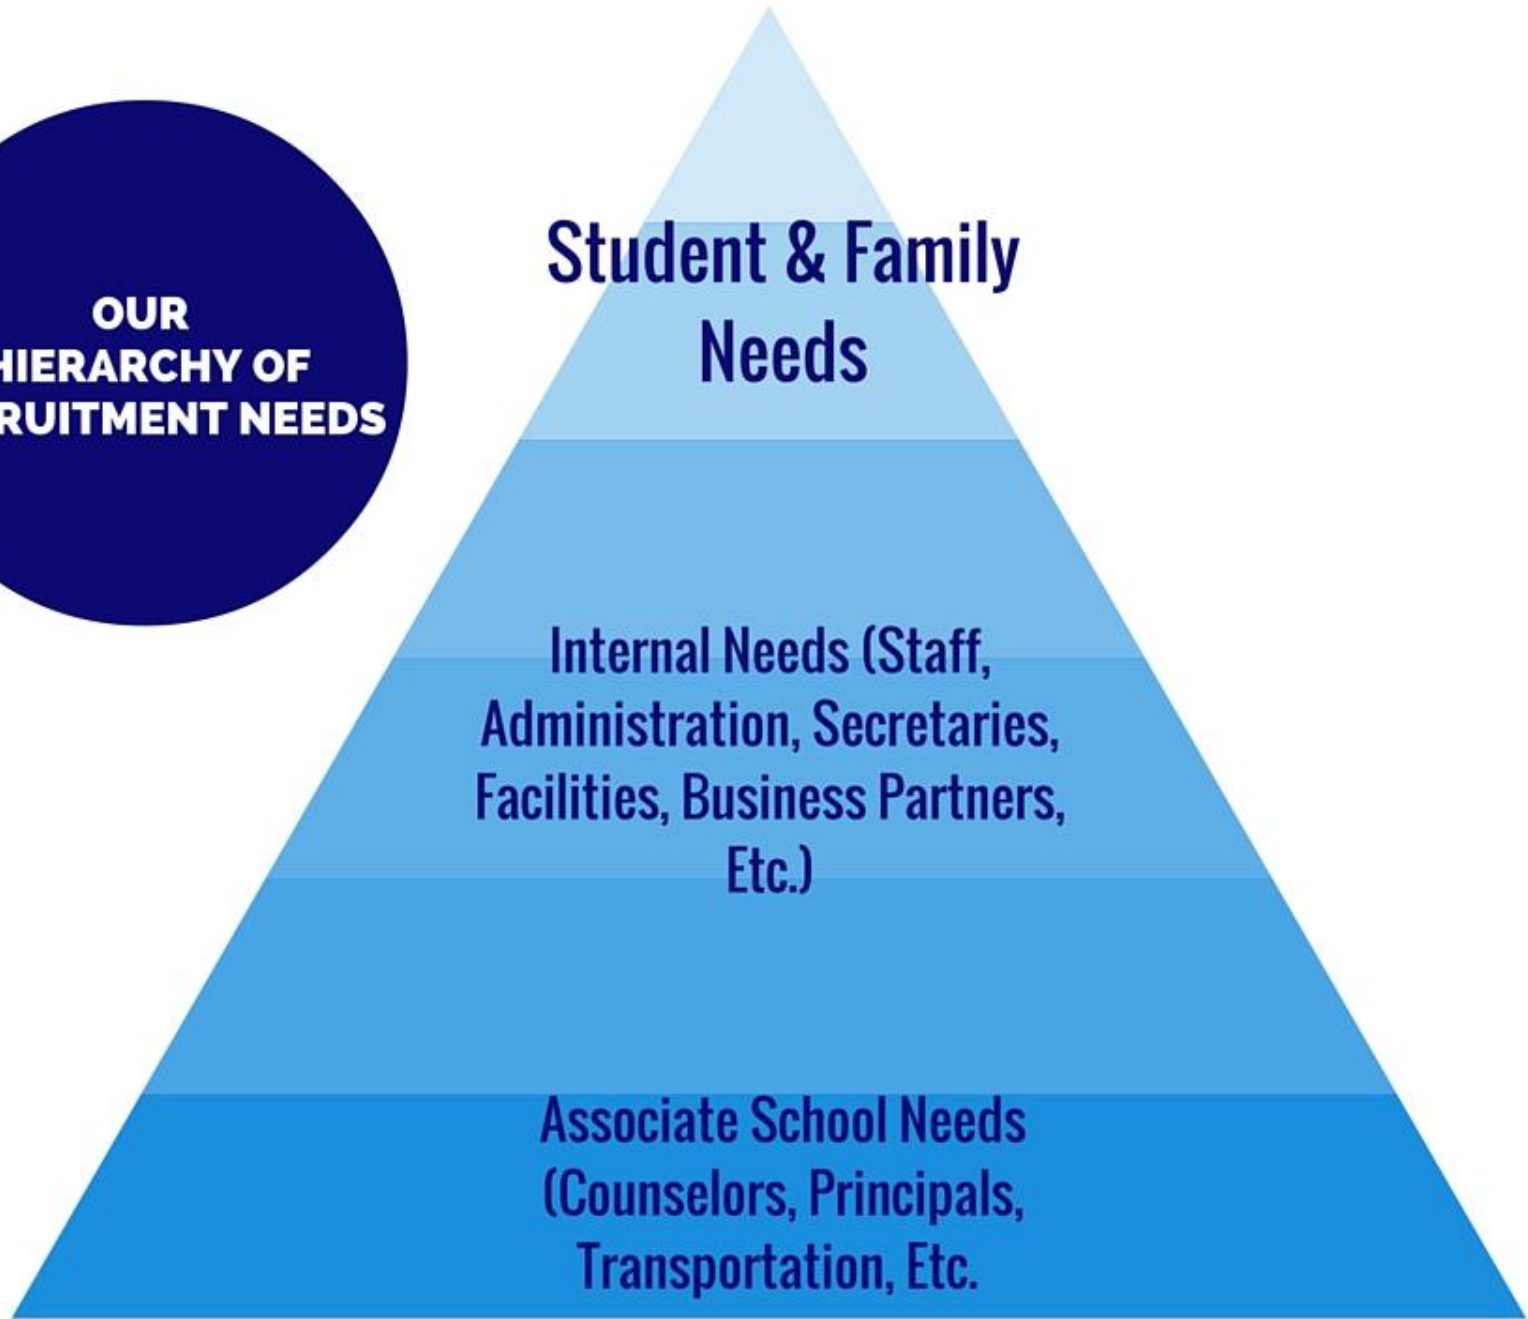 OUR
HIERARCHY OF
RUITMENT NEEDS
Student & Family
Needs
Internal Needs (Staff,
Administration, Secretaries,
Facilities, Business Partners,
Etc.)
Associate School Needs
(Counselors, Principals,
Transportation, Etc.